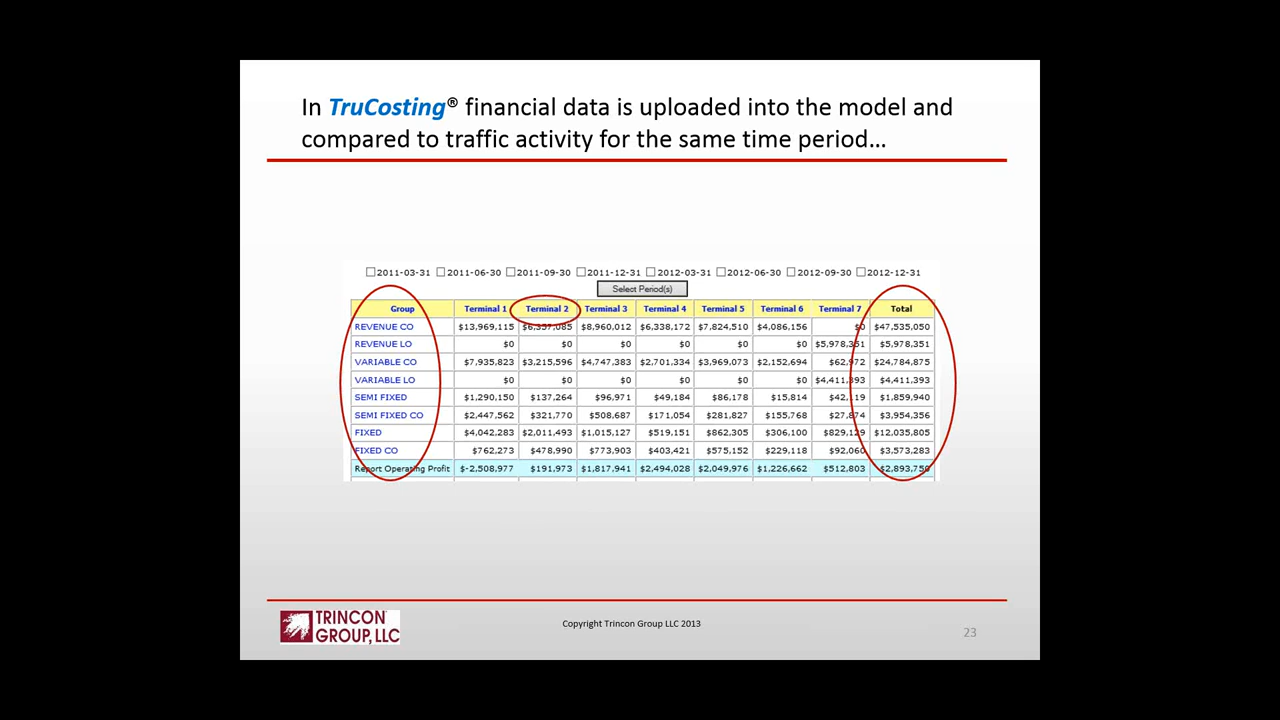 In TruCosting® financial data is uploaded into the model and
compared to traffic activity for the same time period…
2011-03-31 2011-06-30 2011-09-30 2011-12-31 2012-03-31 2012-06-30 2012-09-30 2012-12-31
Select Period(s)
Group Terminal 1 Terminal 2 Terminal 3 Terminal 4 Terminal 5 Terminal 6 Terminal 7 Total
REVENUE CO $13,969,115 $6,357,085 $8,960,012 $6,338,172 $7,824,510 $4,086,156 $0 $47,535,050
REVENUE LO $0 $0 $0 $0 $0 $0 $5,978,351 $5,978,351
VARIABLE CO $7,935,823 $3,215,596 $4,747,383 $2,701,334 $3,969,073 $2,152,694 $62,972 $24,784,875
VARIABLE LO $0 $0 $0 $0 $0 $0 $4,411,393 $4,411,393
SEMI FIXED $1,290,150 $137,264 $96,971 $49,184 $86,178 $15,814 $42,119 $1,859,940
SEMI FIXED CO $2,447,562 $321,770 $508,687 $171,054 $281,827 $155,768 $27,874 $3,954,356
FIXED $4,042,283 $2,011,493 $1,015,127 $519,151 $862,305 $306,100 $829,129 $12,035,805
FIXED CO $762,273 $478,990 $773,903 $403,421 $575,152 $229,118 $92,060 $3,573,283
Report Operating Profit $-2,508,977 $191,973 $1,817,941 $2,494,028 $2,049,976 $1,226,662 $512,803 $2,893,750
TRINCON
GROUP, LLC
Copyright Trincon Group LLC 2013
23